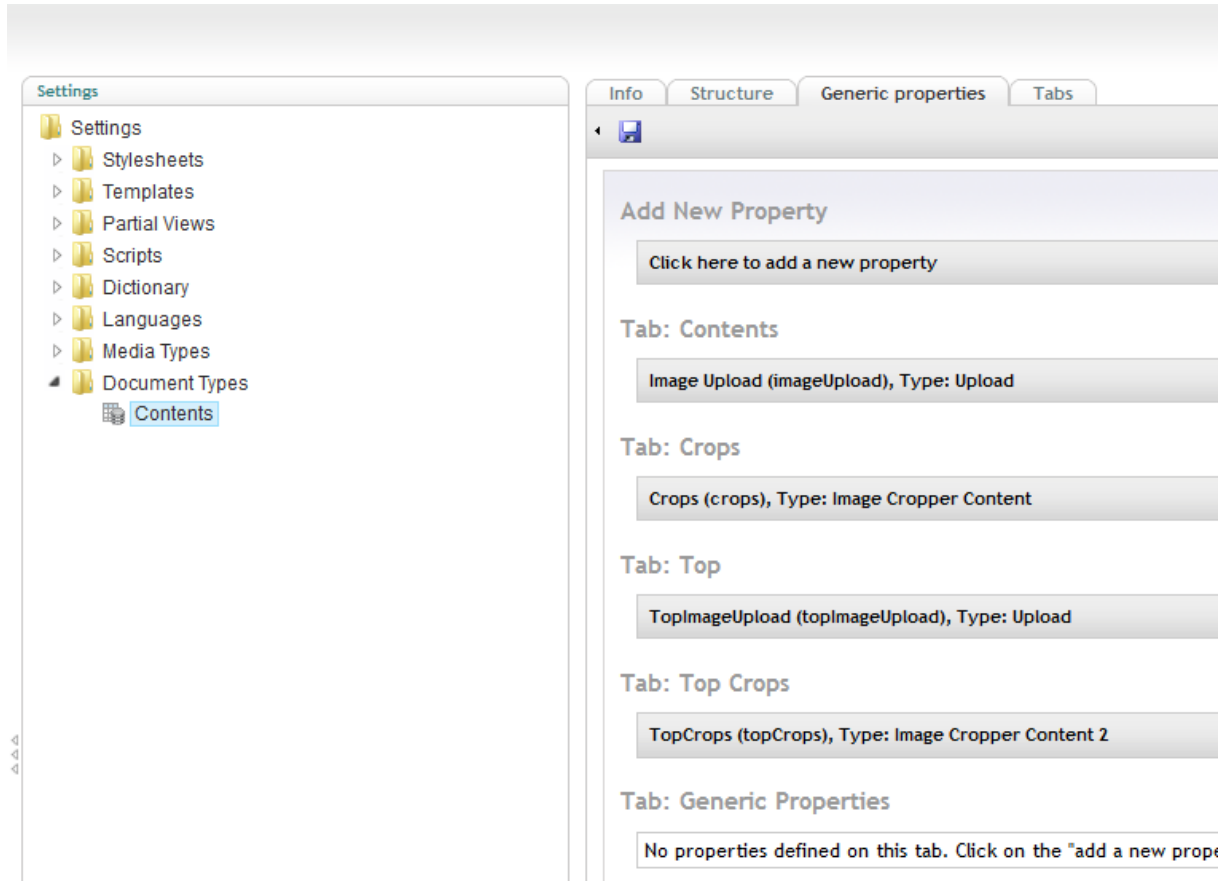 Settings
Settings
Stylesheets
Templates
Partial Views
Scripts
Dictionary
Languages
Media Types
Document Types
Contents
Info Structure Generic properties Tabs
Add New Property
Click here to add a new property
Tab: Contents
Image Upload (imageUpload), Type: Upload
Tab: Crops
Crops (crops), Type: Image Cropper Content
Tab: Top
TopImageUpload (topImageUpload), Type: Upload
Tab: Top Crops
TopCrops (topCrops), Type: Image Cropper Content 2
Tab: Generic Properties
No properties defined on this tab. Click on the "add a new prope